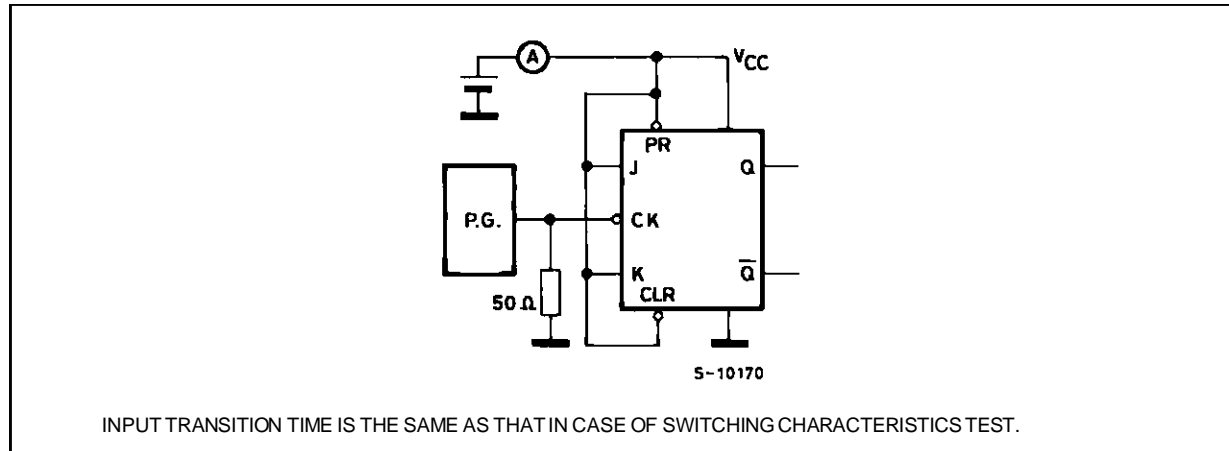 A
VCC
PR
J
Q
P.G.
CK
K
Q̅
50 Ω
CLR
S-10170
INPUT TRANSITION TIME IS THE SAME AS THAT IN CASE OF SWITCHING CHARACTERISTICS TEST.